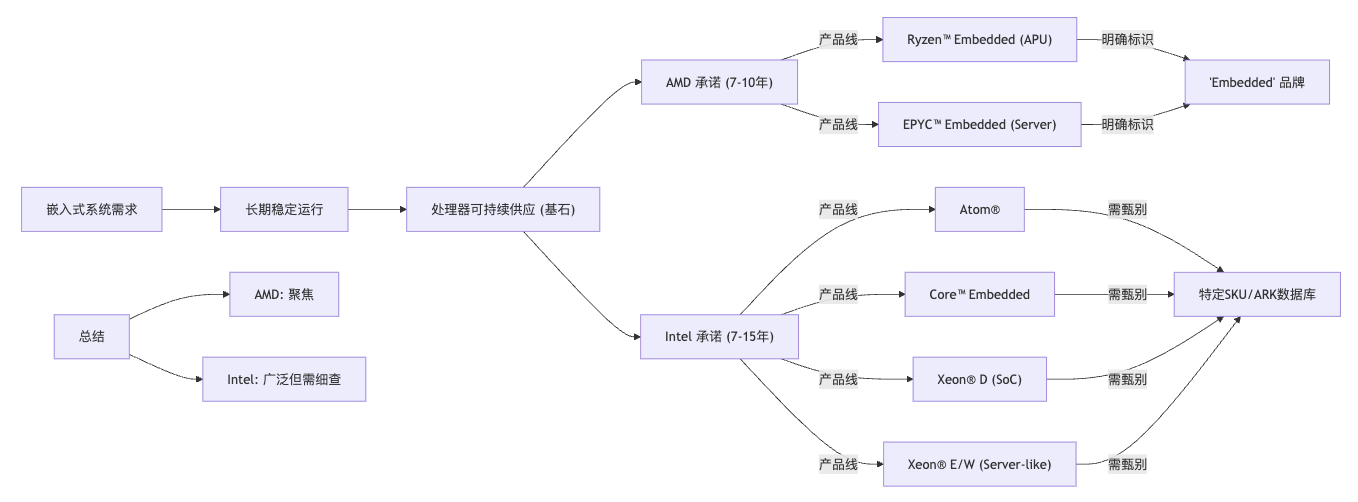 嵌入式系统需求
长期稳定运行
处理器可持续供应 (基石)
AMD 承诺 (7-10年)
产品线
Ryzen™ Embedded (APU)
明确标识
产品线
EPYC™ Embedded (Server)
明确标识
'Embedded' 品牌
Intel 承诺 (7-15年)
产品线
Atom®
需甄别
产品线
Core™ Embedded
需甄别
产品线
Xeon® D (SoC)
需甄别
产品线
Xeon® E/W (Server-like)
需甄别
特定SKU/ARK数据库
总结
AMD: 聚焦
Intel: 广泛但需细查